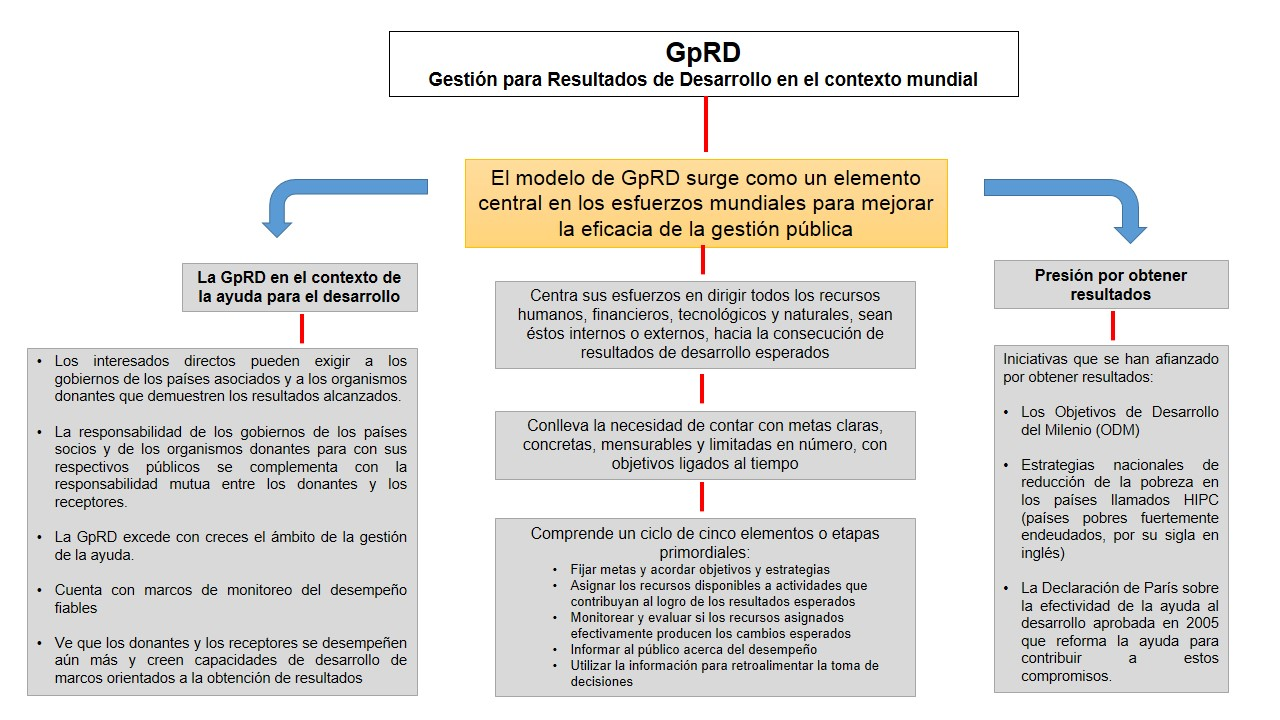 GpRD
Gestión para Resultados de Desarrollo en el contexto mundial
El modelo de GpRD surge como un elemento
central en los esfuerzos mundiales para mejorar
la eficacia de la gestión pública
La GpRD en el contexto de
la ayuda para el desarrollo
• Los interesados directos pueden exigir a los
gobiernos de los países asociados y a los organismos
donantes que demuestren los resultados alcanzados.
• La responsabilidad de los gobiernos de los países
socios y de los organismos donantes para con sus
respectivos públicos se complementa con la
responsabilidad mutua entre los donantes y los
receptores.
• La GpRD excede con creces el ámbito de la gestión
de la ayuda.
• Cuenta con marcos de monitoreo del desempeño
fiables
• Ve que los donantes y los receptores se desempeñen
aún más y creen capacidades de desarrollo de
marcos orientados a la obtención de resultados
Centra sus esfuerzos en dirigir todos los recursos
humanos, financieros, tecnológicos y naturales, sean
éstos internos o externos, hacia la consecución de
resultados de desarrollo esperados
Conlleva la necesidad de contar con metas claras,
concretas, mensurables y limitadas en número, con
objetivos ligados al tiempo
Comprende un ciclo de cinco elementos o etapas
primordiales:
• Fijar metas y acordar objetivos y estrategias
• Asignar los recursos disponibles a actividades que
contribuyan al logro de los resultados esperados
• Monitorear y evaluar si los recursos asignados
efectivamente producen los cambios esperados
• Informar al público acerca del desempeño
• Utilizar la información para retroalimentar la toma de
decisiones
Presión por obtener
resultados
Iniciativas que se han afianzado
por obtener resultados:
• Los Objetivos de Desarrollo
del Milenio (ODM)
• Estrategias nacionales de
reducción de la pobreza en
los países llamados HIPC
(países pobres fuertemente
endeudados, por su sigla en
inglés)
• La Declaración de París sobre
la efectividad de la ayuda al
desarrollo aprobada en 2005
que reforma la ayuda para
contribuir a estos
compromisos.